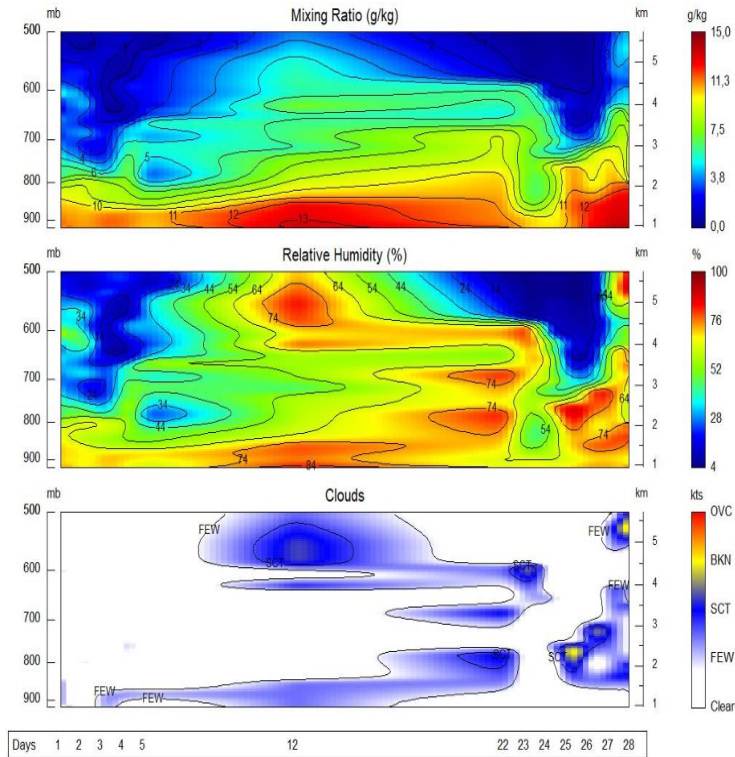 mb Mixing Ratio (g/kg) km g/kg
500 15,0
5
600 11,3
4
700 7,5
3
800 2 3,8
900 1 0,0
5
4
6
10 11 12 13 11 12
mb Relative Humidity (%) km %
500 100
24 34 44 54 64 64 54 44 24
5
34 74 76
600 4
52
700 3
24 74 64
34 28
800 44 74 54 2
74
900 74 84 1 4
mb Clouds km kts
500 OVC
FEW FEW
5
BKN
SCT SCT
600 4
FEW
SCT
700 3
SCT SCT
800 2 FEW
FEW FEW
900 1 Clear
Days 1 2 3 4 5 12 22 23 24 25 26 27 28